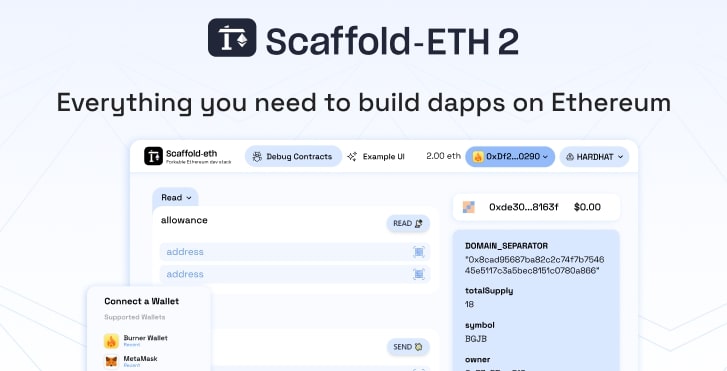 Scaffold-ETH 2
Everything you need to build dapps on Ethereum
Scaffold-eth
Forkable Ethereum dev stack
Debug Contracts
Example UI
2.00 eth
0xDf2...0290
HARDHAT
Read
allowance
READ
address
address
SEND
0xde30...8163f
$0.00
DOMAIN_SEPARATOR
"0x8cad95687ba82c2c74f7b7546
45e5117c3a5bec8151c0780a866"
totalSupply
18
symbol
BGJB
owner
Connect a Wallet
Supported Wallets
Burner Wallet
Recent
MetaMask
Recent